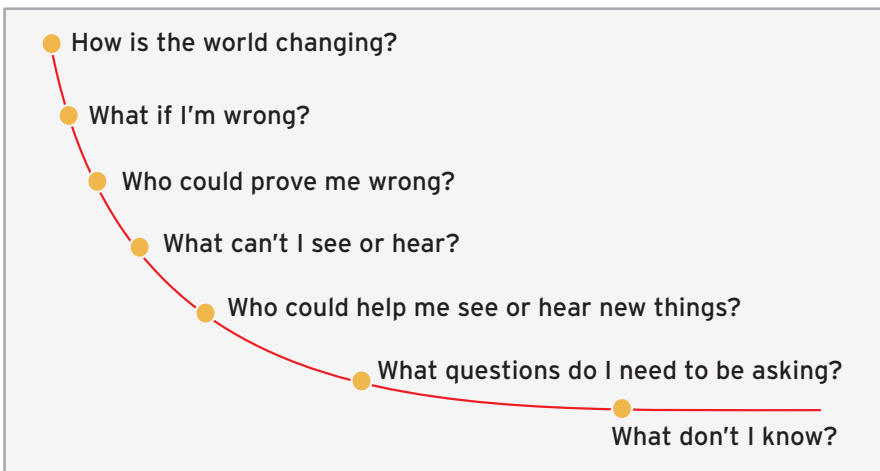 How is the world changing?
What if I'm wrong?
Who could prove me wrong?
What can't I see or hear?
Who could help me see or hear new things?
What questions do I need to be asking?
What don't I know?